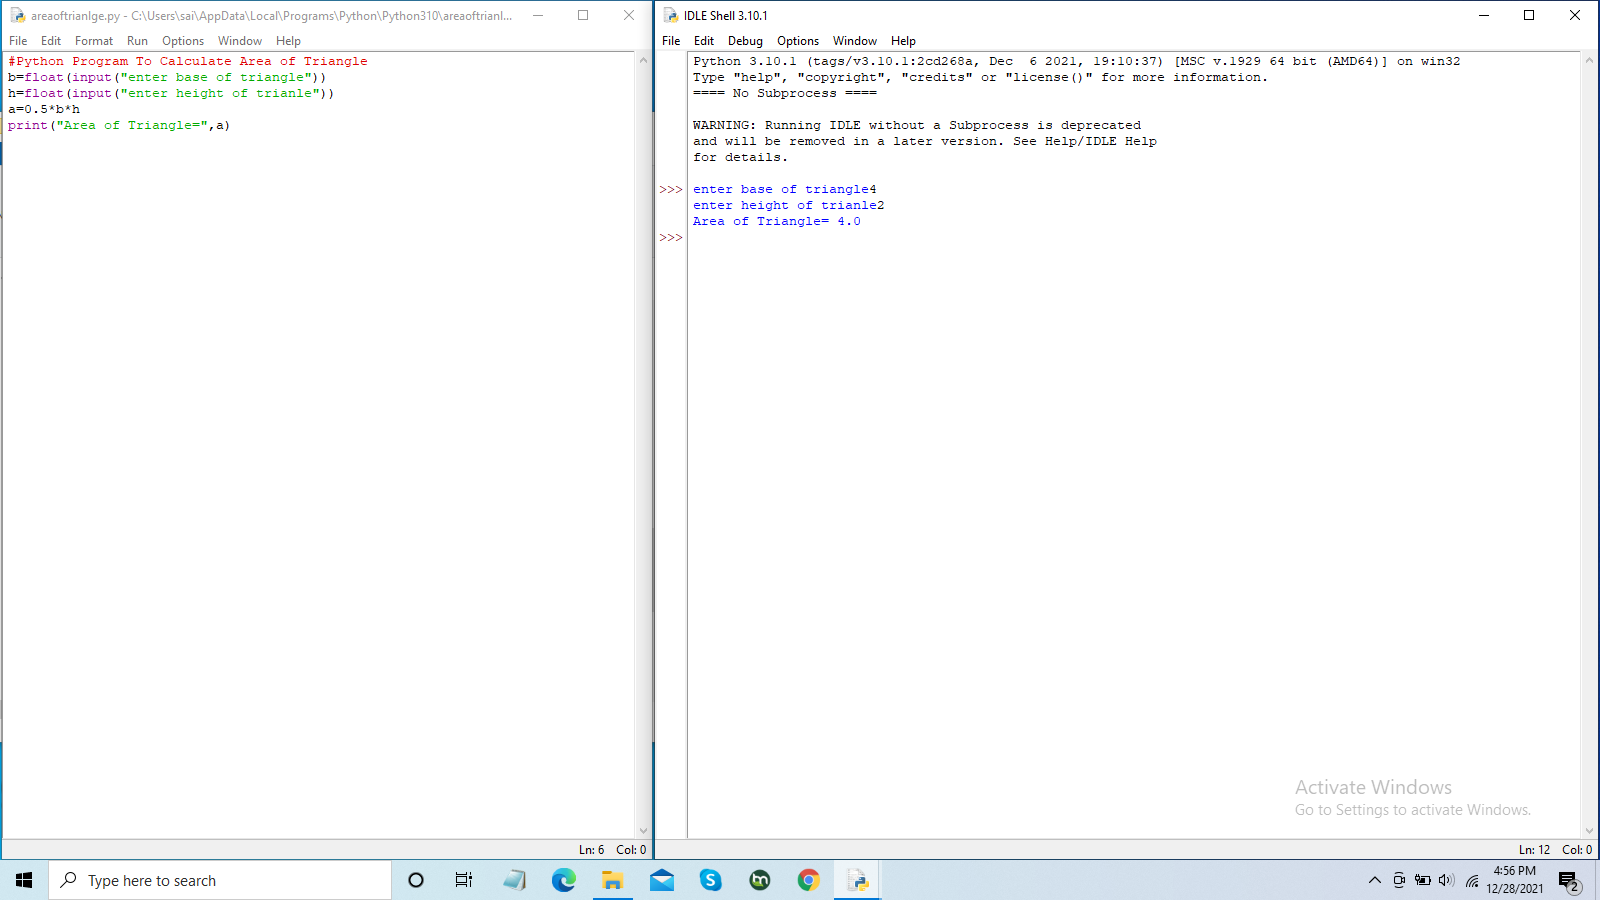 areaoftrianlge.py - C:\Users\sai\AppData\Local\Programs\Python\Python310\areaoftrianl...
File Edit Format Run Options Window Help
#Python Program To Calculate Area of Triangle
b=float(input("enter base of triangle"))
h=float(input("enter height of trianle"))
a=0.5*b*h
print("Area of Triangle=",a)
Ln: 6 Col: 0
IDLE Shell 3.10.1
File Edit Debug Options Window Help
Python 3.10.1 (tags/v3.10.1:2cd268a, Dec  6 2021, 19:10:37) [MSC v.1929 64 bit (AMD64)] on win32
Type "help", "copyright", "credits" or "license()" for more information.
==== No Subprocess ====
WARNING: Running IDLE without a Subprocess is deprecated
and will be removed in a later version. See Help/IDLE Help
for details.
>>> enter base of triangle4
enter height of trianle2
Area of Triangle= 4.0
>>>
Activate Windows
Go to Settings to activate Windows.
Ln: 12 Col: 0
Type here to search
4:56 PM
12/28/2021
2